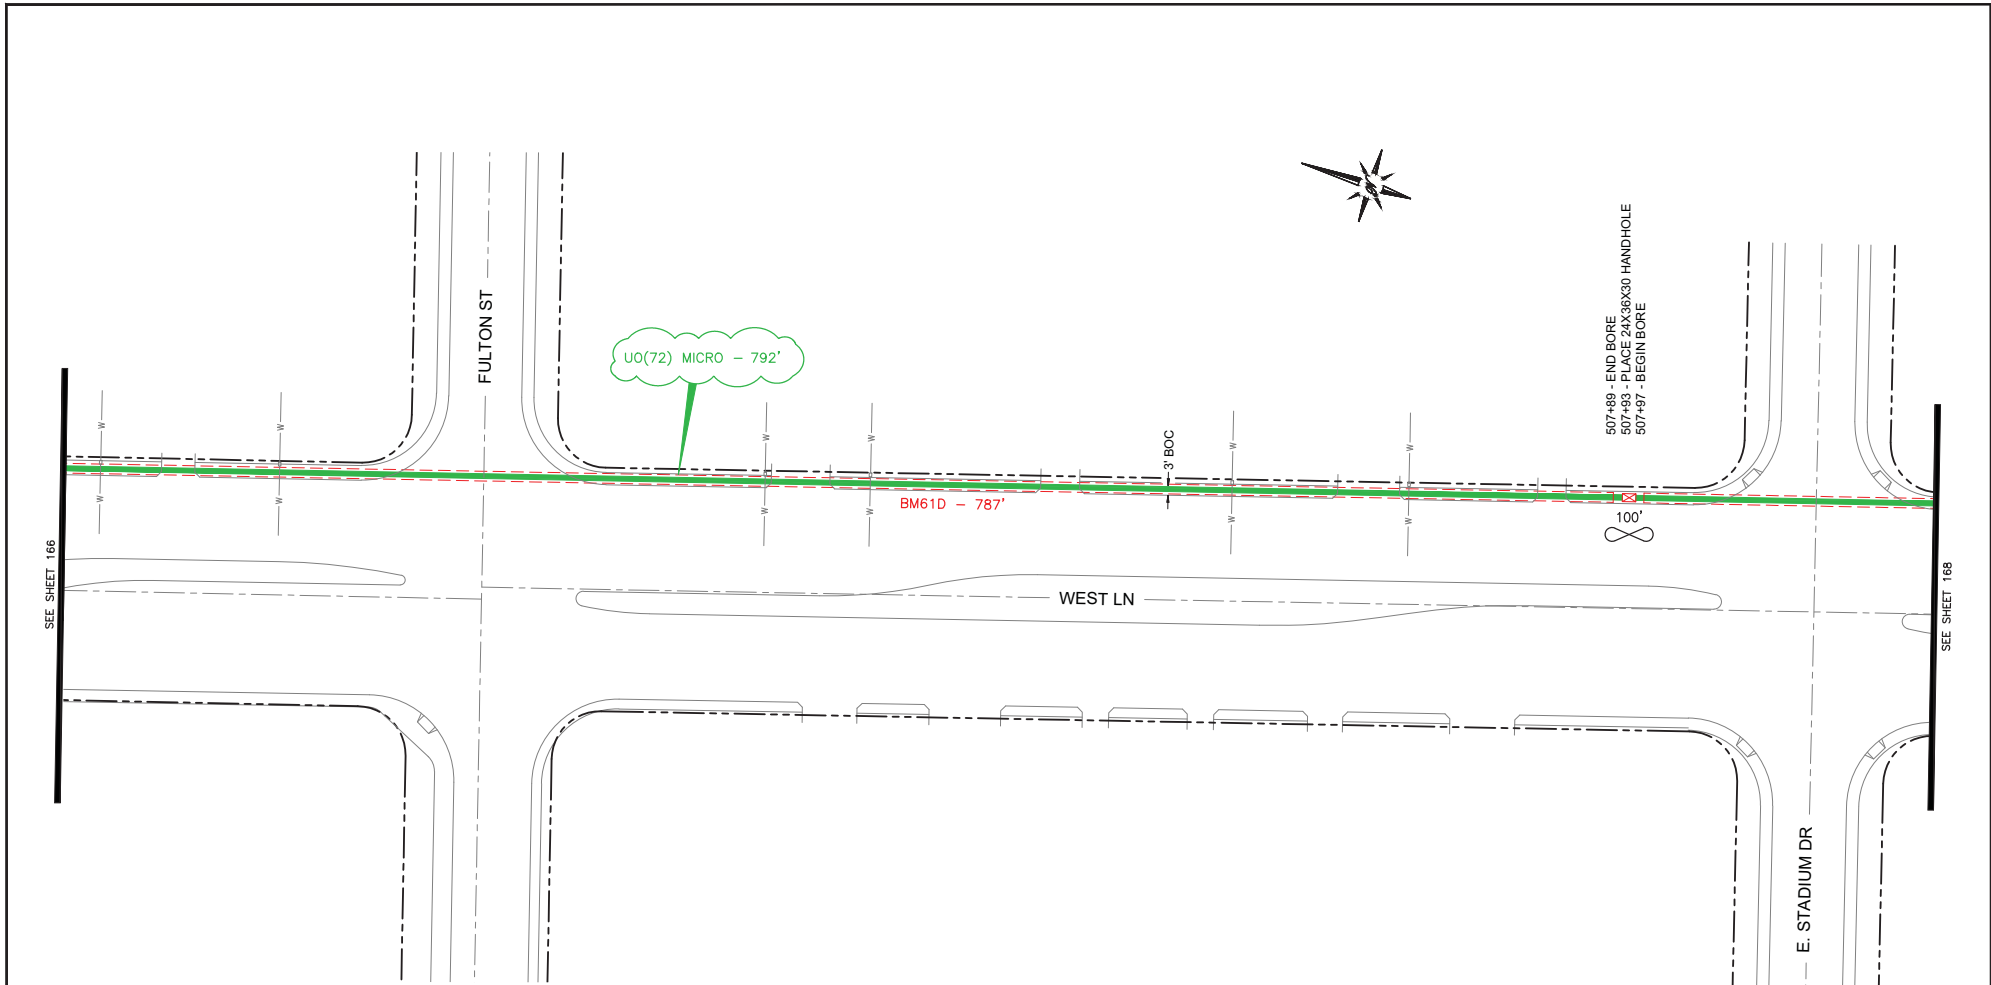 FULTON ST
UO(72) MICRO - 792'
507+89 - END BORE
507+93 - PLACE 24X36X30 HANDHOLE
507+97 - BEGIN BORE
W
W
W
W
W
W
W
W
W
W
W
W
3' BOC
BM61D - 787'
100'
SEE SHEET 166
WEST LN
SEE SHEET 168
E. STADIUM DR